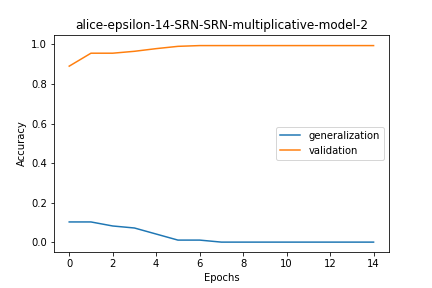 alice-epsilon-14-SRN-SRN-multiplicative-model-2
1.0
0.8
0.6
0.4
0.2
0.0
Accuracy
generalization
validation
0 2 4 6 8 10 12 14
Epochs